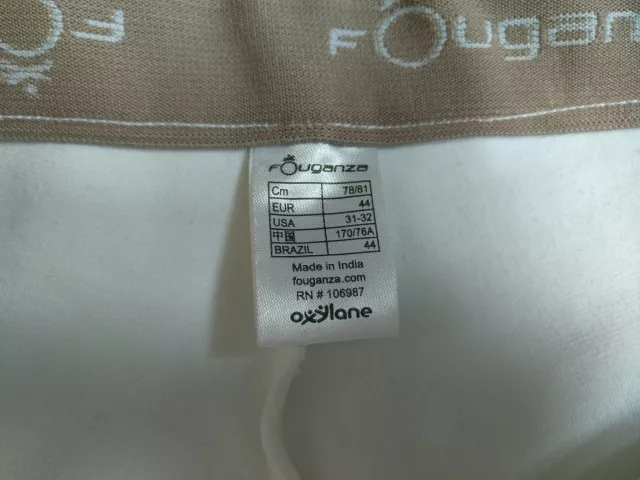 F
Fouganza
Fouganza
Cm 78/81
EUR 44
USA 31-32
中国 170/76A
BRAZIL 44
Made in India
fouganza.com
RN # 106987
oxylane